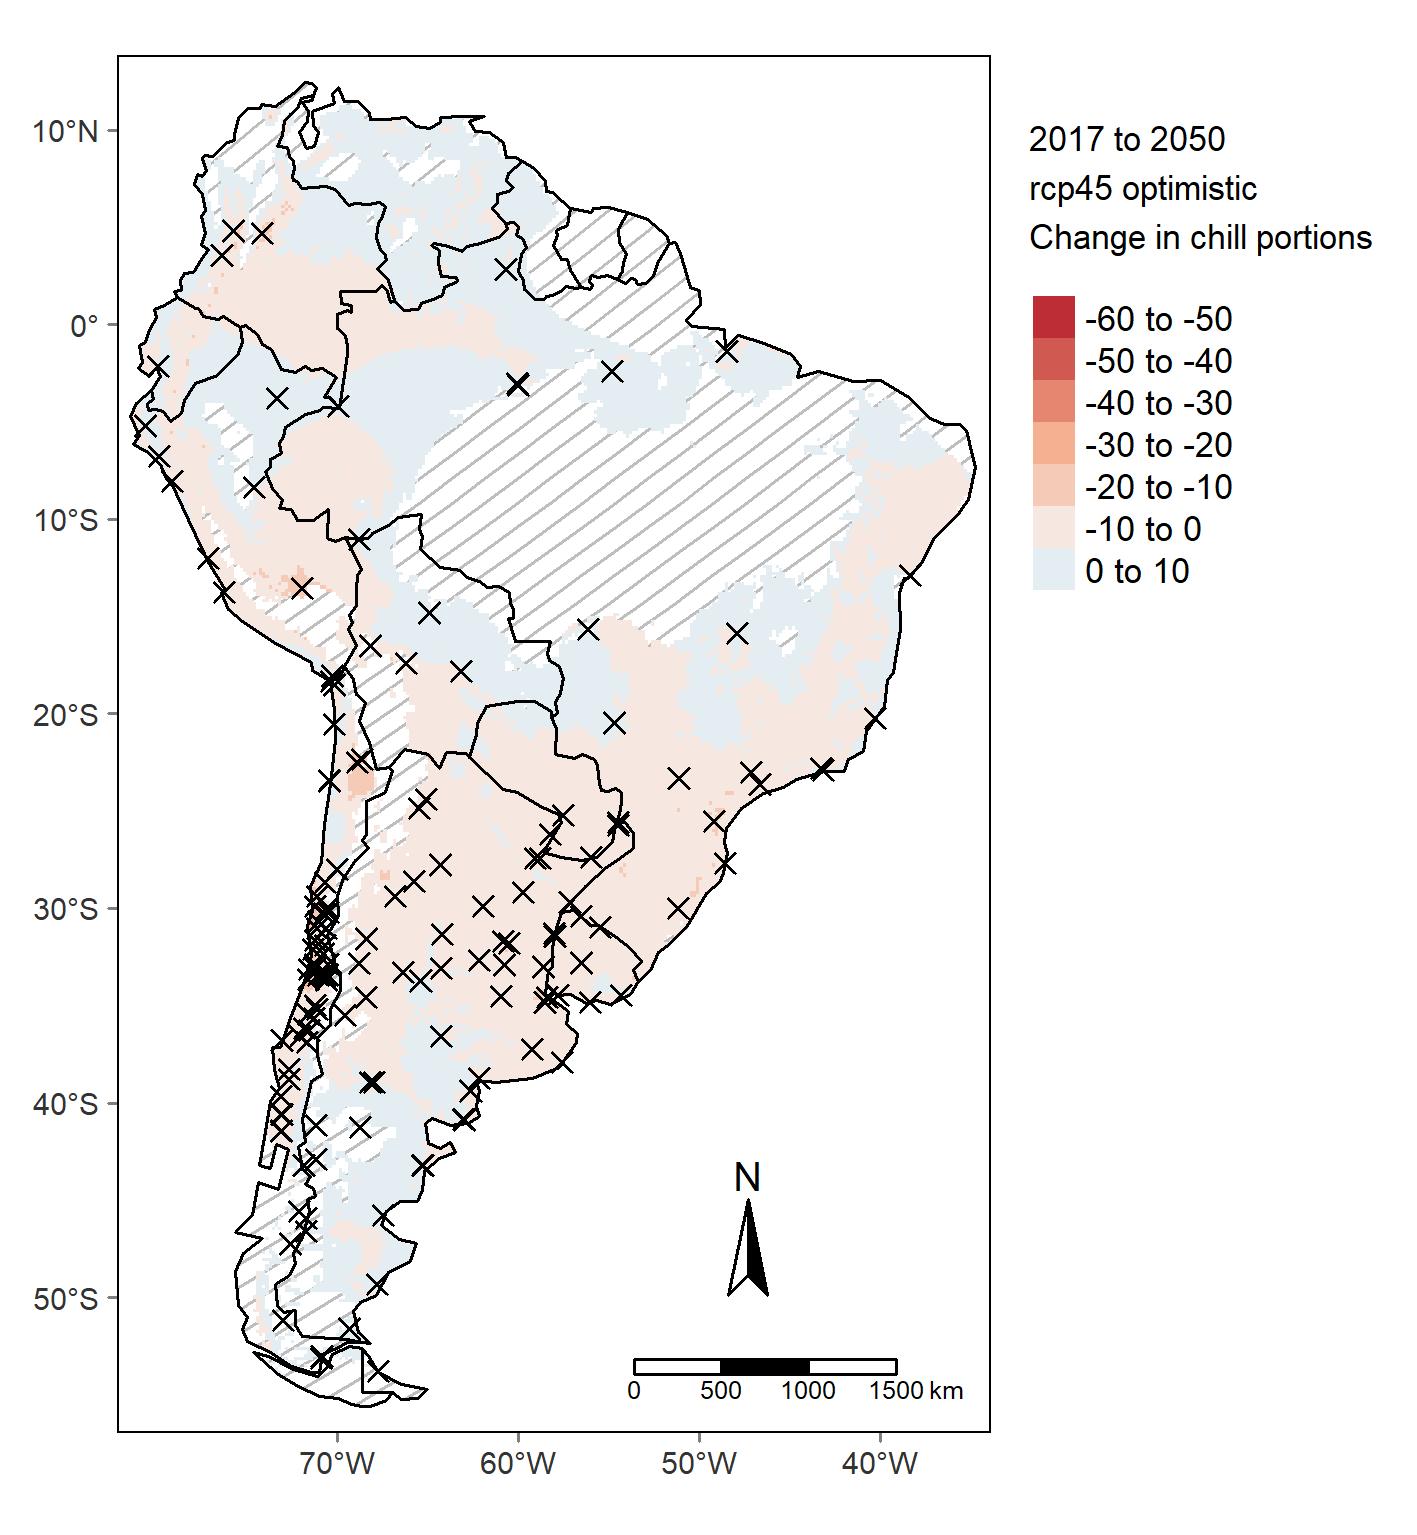 2017 to 2050
rcp45 optimistic
Change in chill portions
-60 to -50
-50 to -40
-40 to -30
-30 to -20
-20 to -10
-10 to 0
0 to 10
10°N
0°
10°S
20°S
30°S
40°S
50°S
N
0 500 1000 1500 km
70°W 60°W 50°W 40°W